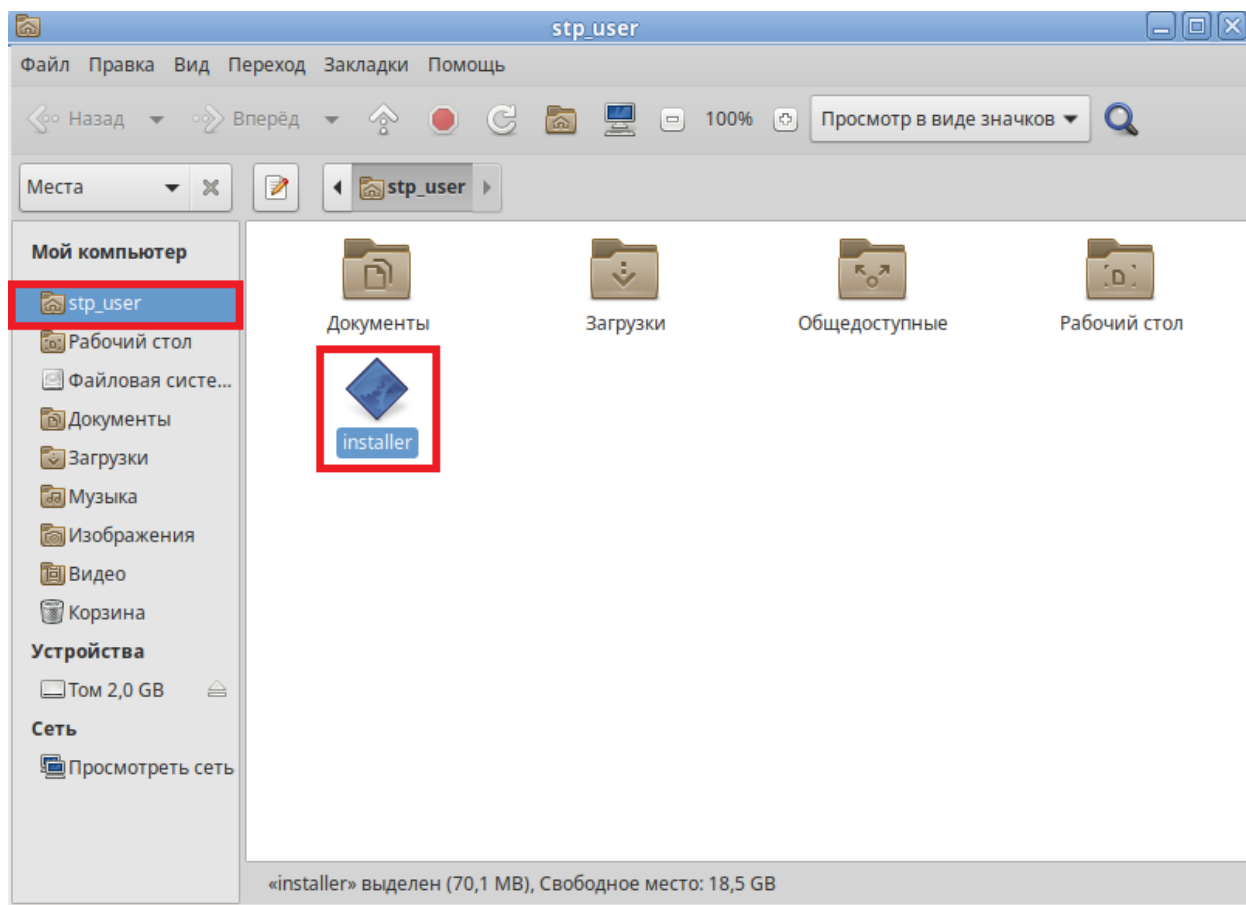 stp_user
Файл Правка Вид Переход Закладки Помощь
Назад Вперёд 100% Просмотр в виде значков
Места stp_user
Мой компьютер
stp_user
Рабочий стол
Файловая систе...
Документы
Загрузки
Музыка
Изображения
Видео
Корзина
Устройства
Том 2,0 GB
Сеть
Просмотреть сеть
Документы Загрузки Общедоступные Рабочий стол
installer
«installer» выделен (70,1 MB), Свободное место: 18,5 GB